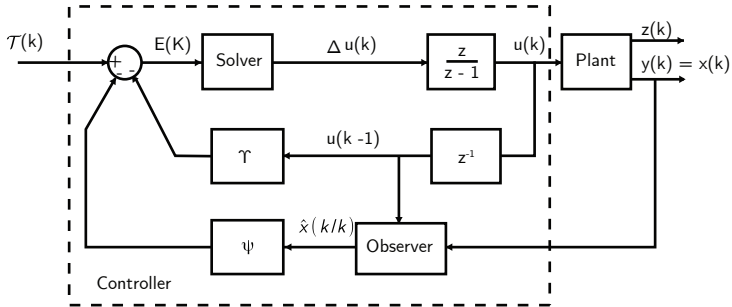 𝒯(k)
+
-
-
E(K)
Solver
Δ u(k)
z
z - 1
u(k)
Plant
z(k)
y(k) = x(k)
ϒ
u(k -1)
z⁻¹
ψ
x̂(k/k)
Observer
Controller